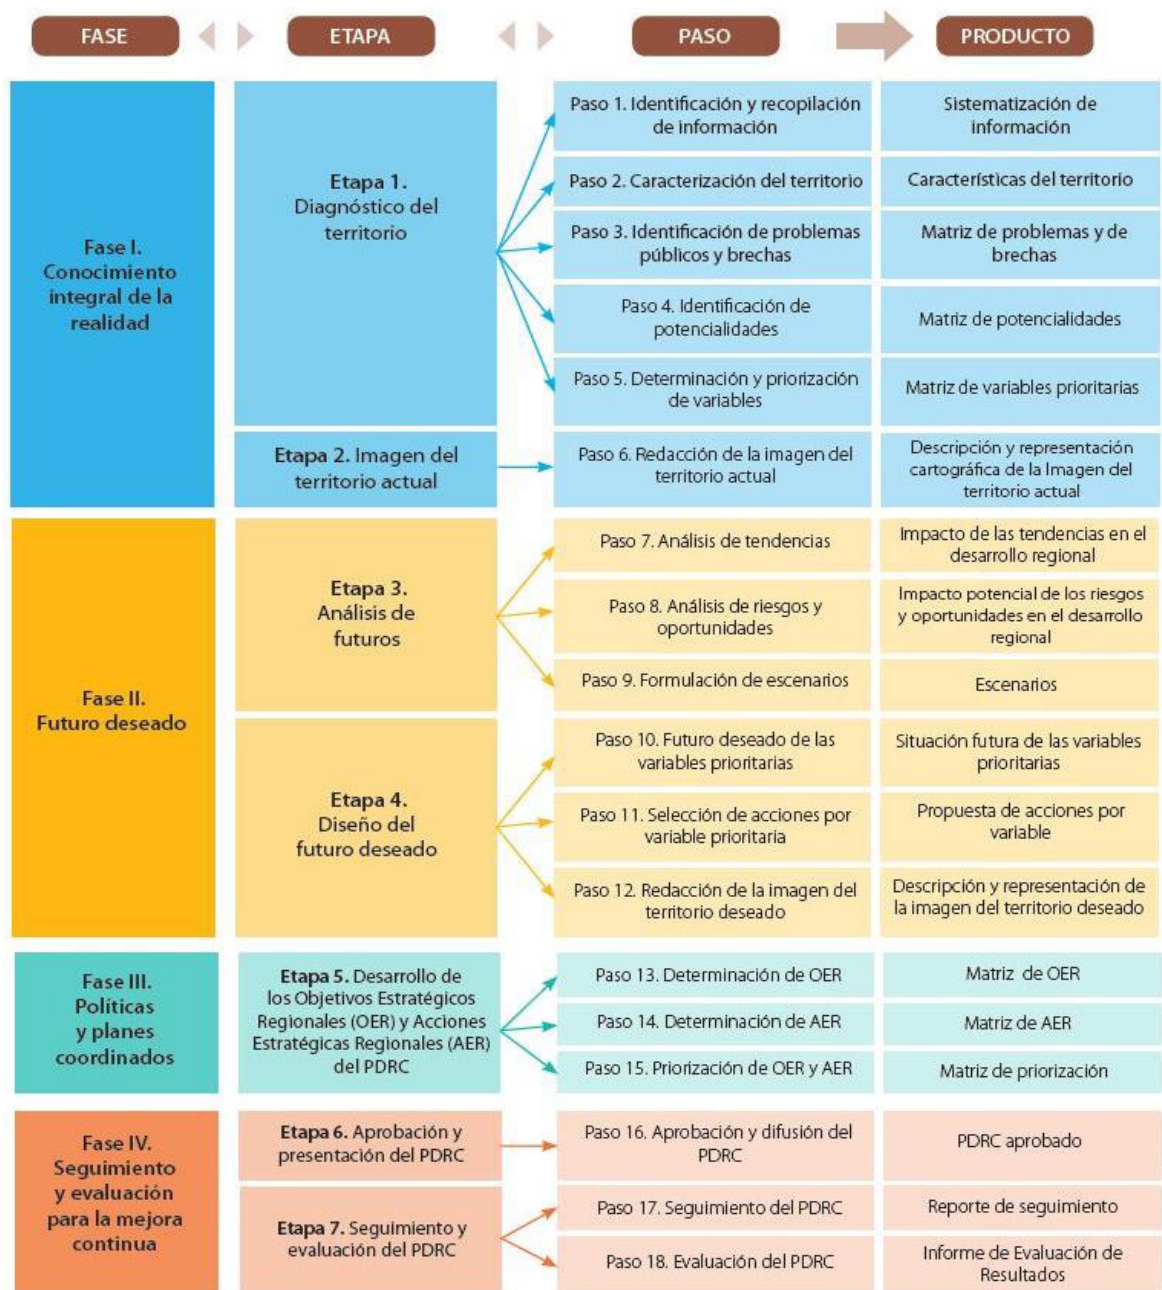 FASE
ETAPA
PASO
PRODUCTO
Fase I.
Conocimiento
integral de la
realidad
Etapa 1.
Diagnóstico del
territorio
Paso 1. Identificación y recopilación
de información
Sistematización de
información
Paso 2. Caracterización del territorio
Características del territorio
Paso 3. Identificación de problemas
públicos y brechas
Matriz de problemas y de
brechas
Paso 4. Identificación de
potencialidades
Matriz de potencialidades
Paso 5. Determinación y priorización
de variables
Matriz de variables prioritarias
Etapa 2. Imagen del
territorio actual
Paso 6. Redacción de la imagen del
territorio actual
Descripción y representación
cartográfica de la Imagen del
territorio actual
Fase II.
Futuro deseado
Etapa 3.
Análisis de
futuros
Paso 7. Análisis de tendencias
Impacto de las tendencias en el
desarrollo regional
Paso 8. Análisis de riesgos y
oportunidades
Impacto potencial de los riesgos
y oportunidades en el desarrollo
regional
Paso 9. Formulación de escenarios
Escenarios
Etapa 4.
Diseño del
futuro deseado
Paso 10. Futuro deseado de las
variables prioritarias
Situación futura de las variables
prioritarias
Paso 11. Selección de acciones por
variable prioritaria
Propuesta de acciones por
variable
Paso 12. Redacción de la imagen del
territorio deseado
Descripción y representación de
la imagen del territorio deseado
Fase III.
Políticas
y planes
coordinados
Etapa 5. Desarrollo de
los Objetivos Estratégicos
Regionales (OER) y Acciones
Estratégicas Regionales (AER)
del PDRC
Paso 13. Determinación de OER
Matriz de OER
Paso 14. Determinación de AER
Matriz de AER
Paso 15. Priorización de OER y AER
Matriz de priorización
Fase IV.
Seguimiento
y evaluación
para la mejora
continua
Etapa 6. Aprobación y
presentación del PDRC
Paso 16. Aprobación y difusión del
PDRC
PDRC aprobado
Etapa 7. Seguimiento y
evaluación del PDRC
Paso 17. Seguimiento del PDRC
Reporte de seguimiento
Paso 18. Evaluación del PDRC
Informe de Evaluación de
Resultados